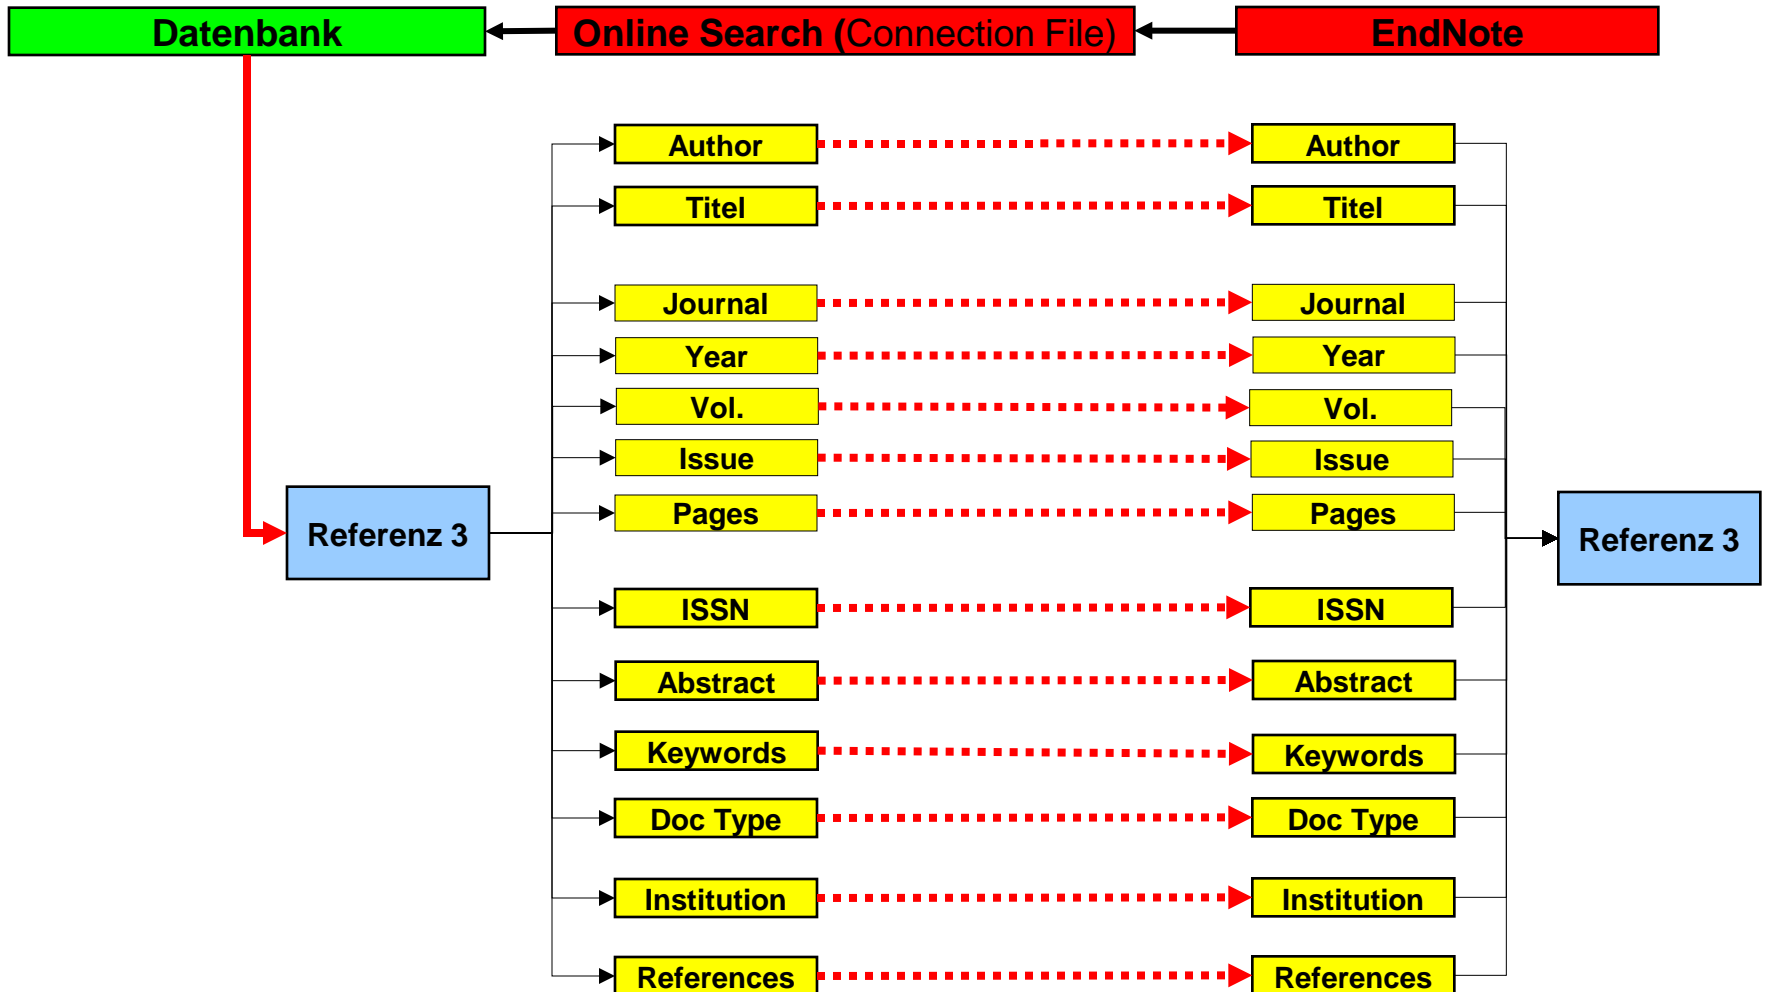 Datenbank
Online Search (Connection File)
EndNote
Author
Author
Titel
Titel
Journal
Journal
Year
Year
Vol.
Vol.
Issue
Issue
Pages
Pages
Referenz 3
Referenz 3
ISSN
ISSN
Abstract
Abstract
Keywords
Keywords
Doc Type
Doc Type
Institution
Institution
References
References